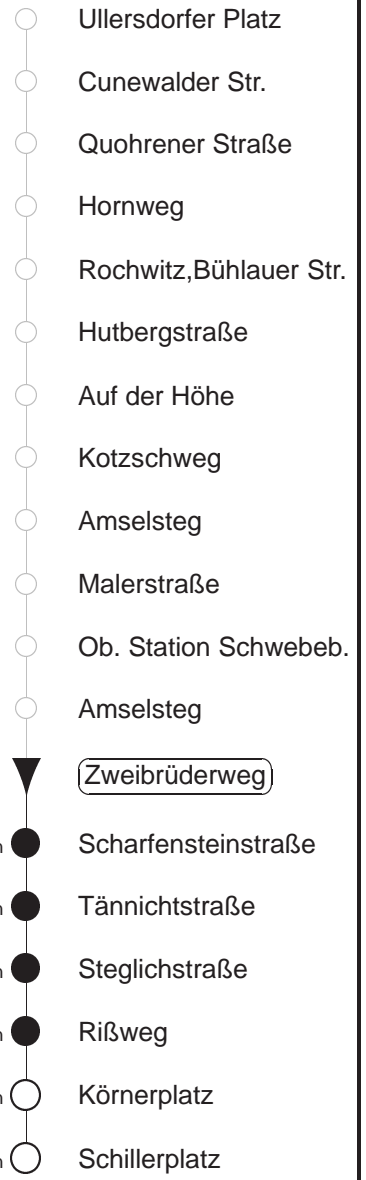 Ullersdorfer Platz
Cunewalder Str.
Quohrener Straße
Hornweg
Rochwitz,Bühlauer Str.
Hutbergstraße
Auf der Höhe
Kotzschweg
Amselsteg
Malerstraße
Ob. Station Schwebeb.
Amselsteg
Zweibrüderweg
Scharfensteinstraße
Tännichtstraße
Steglichstraße
Rißweg
Körnerplatz
Schillerplatz